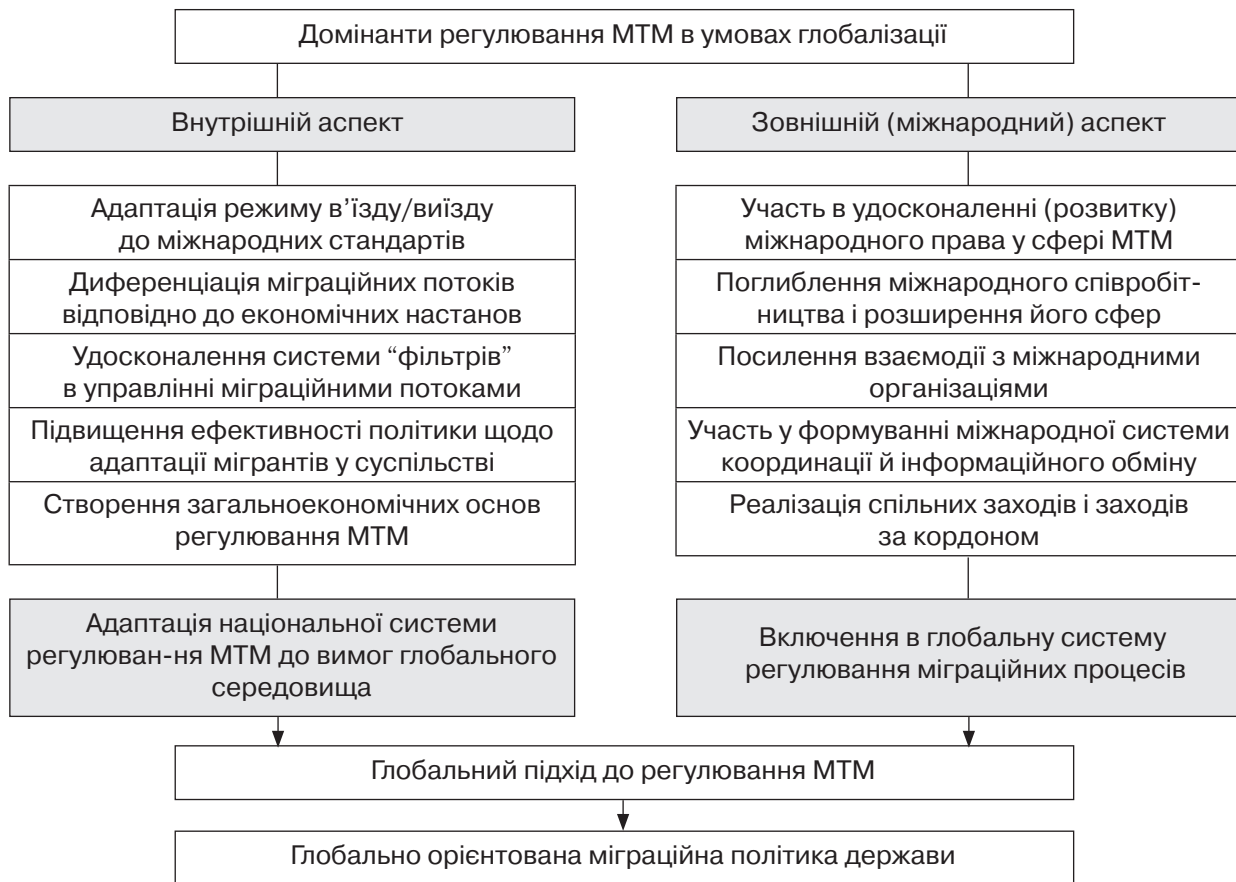 Домінанти регулювання МТМ в умовах глобалізації
Внутрішній аспект
Адаптація режиму в’їзду/виїзду
до міжнародних стандартів
Диференціація міграційних потоків
відповідно до економічних настанов
Удосконалення системи “фільтрів”
в управлінні міграційними потоками
Підвищення ефективності політики щодо
адаптації мігрантів у суспільстві
Створення загальноекономічних основ
регулювання МТМ
Адаптація національної системи
регулюван-ня МТМ до вимог глобального
середовища
Зовнішній (міжнародний) аспект
Участь в удосконаленні (розвитку)
міжнародного права у сфері МТМ
Поглиблення міжнародного співробіт-
ництва і розширення його сфер
Посилення взаємодії з міжнародними
організаціями
Участь у формуванні міжнародної системи
координації й інформаційного обміну
Реалізація спільних заходів і заходів
за кордоном
Включення в глобальну систему
регулювання міграційних процесів
Глобальний підхід до регулювання МТМ
Глобально орієнтована міграційна політика держави